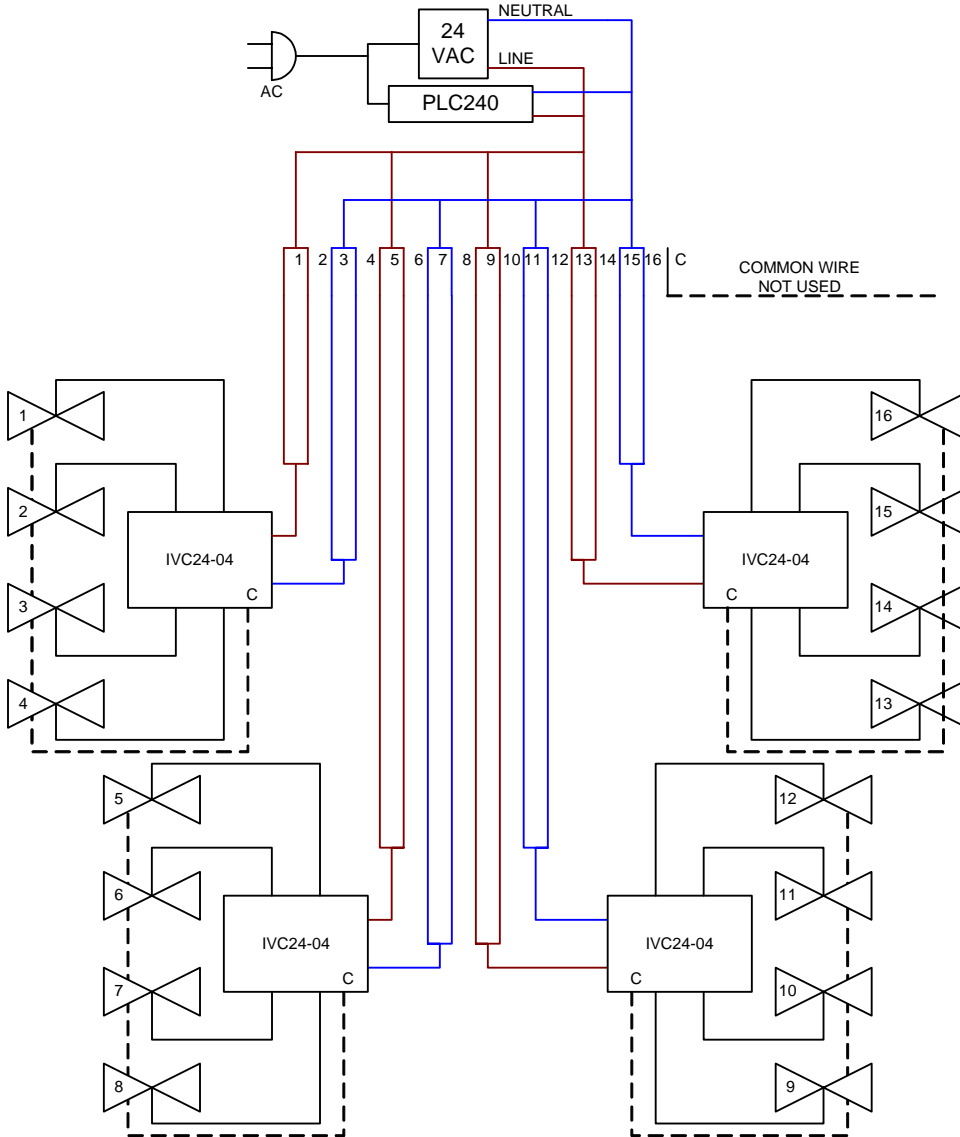 NEUTRAL
24
VAC
LINE
AC
PLC240
1 2 3 4 5 6 7 8 9 10 11 12 13 14 15 16 C
COMMON WIRE
NOT USED
1
2
IVC24-04
3
C
4
16
15
IVC24-04
C
14
13
5
6
IVC24-04
7
C
8
12
11
IVC24-04
C
10
9